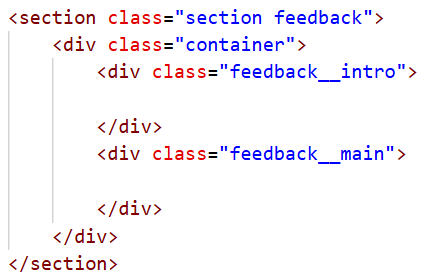 <section class="section feedback">
    <div class="container">
        <div class="feedback__intro">

        </div>
        <div class="feedback__main">

        </div>
    </div>
</section>